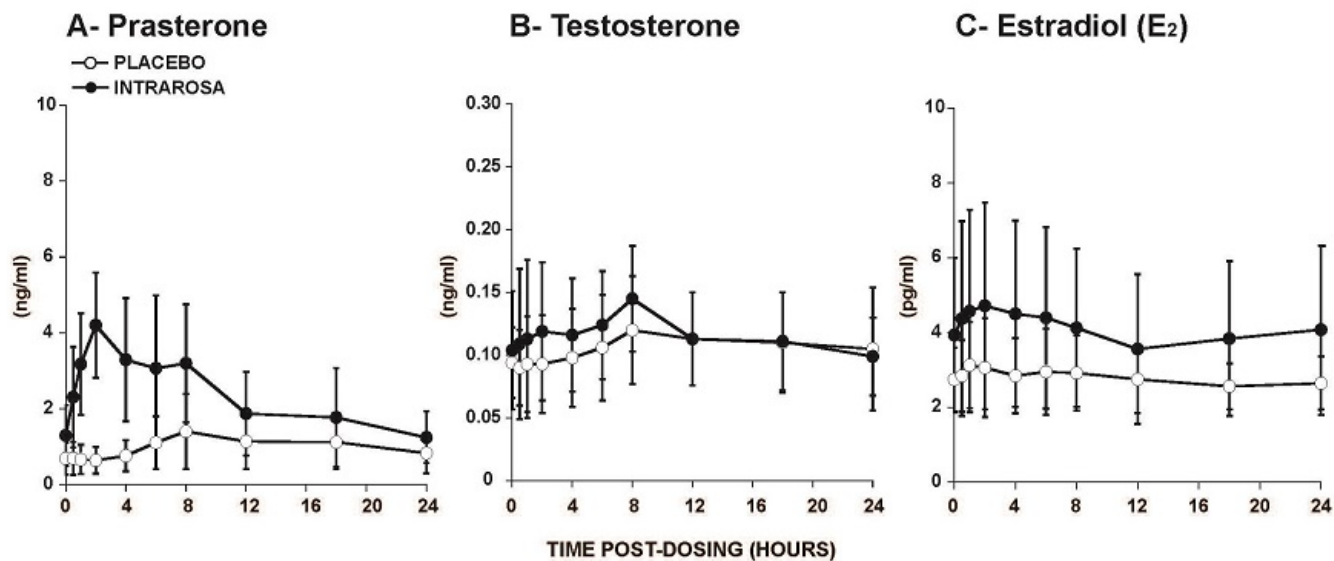 A- Prasterone
PLACEBO
INTRAROSA
10
8
6
4
2
0
(ng/ml)
0 4 8 12 16 20 24
B- Testosterone
0.30
0.20
0.15
0.10
0.05
0
(ng/ml)
0 4 8 12 16 20 24
TIME POST-DOSING (HOURS)
C- Estradiol (E₂)
10
8
6
4
2
0
(pg/ml)
0 4 8 12 16 20 24